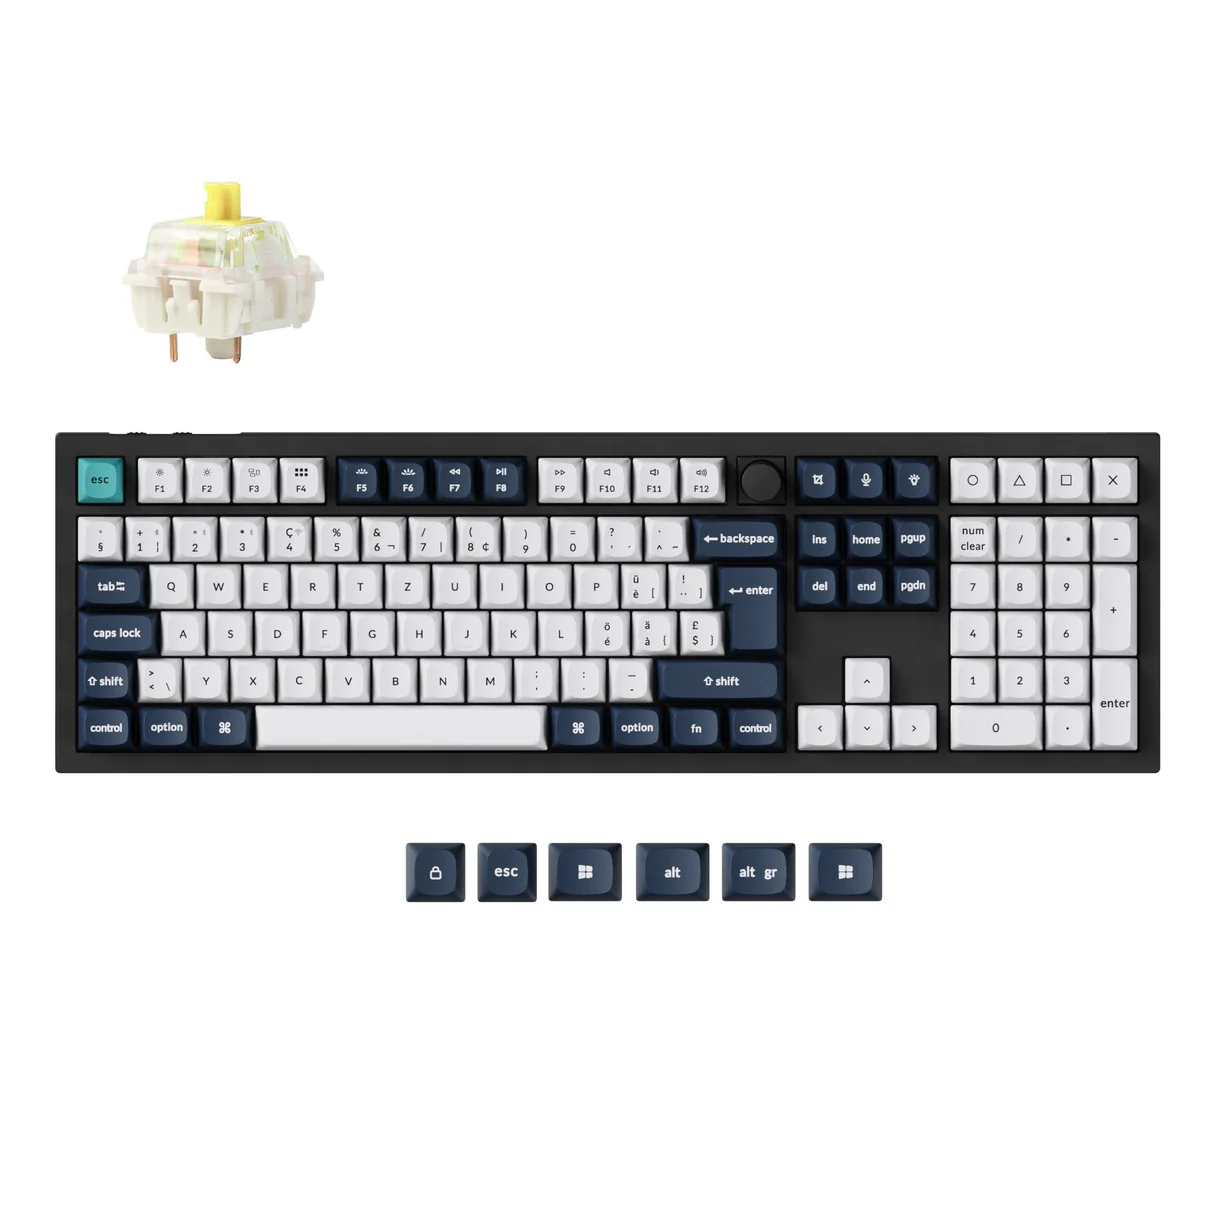 esc F1 F2 F3 F4 F5 F6 F7 F8 F9 F10 F11 F12
° + " * Ç % & / ( ) = ? ` backspace ins home pgup num clear / * -
§ 1 ¦ 2 3 4 5 6 ¬ 7 | 8 ¢ 9 0 ' ´ ^ ~
tab Q W E R T Z U I O P ü è [ ! ¨ ] enter del end pgdn 7 8 9 +
caps lock A S D F G H J K L ö é ä à { £ $ } 4 5 6
shift > < \ Y X C V B N M ; , : . _ - shift 1 2 3 enter
control option ⌘ ⌘ option fn control 0 .
esc alt alt gr